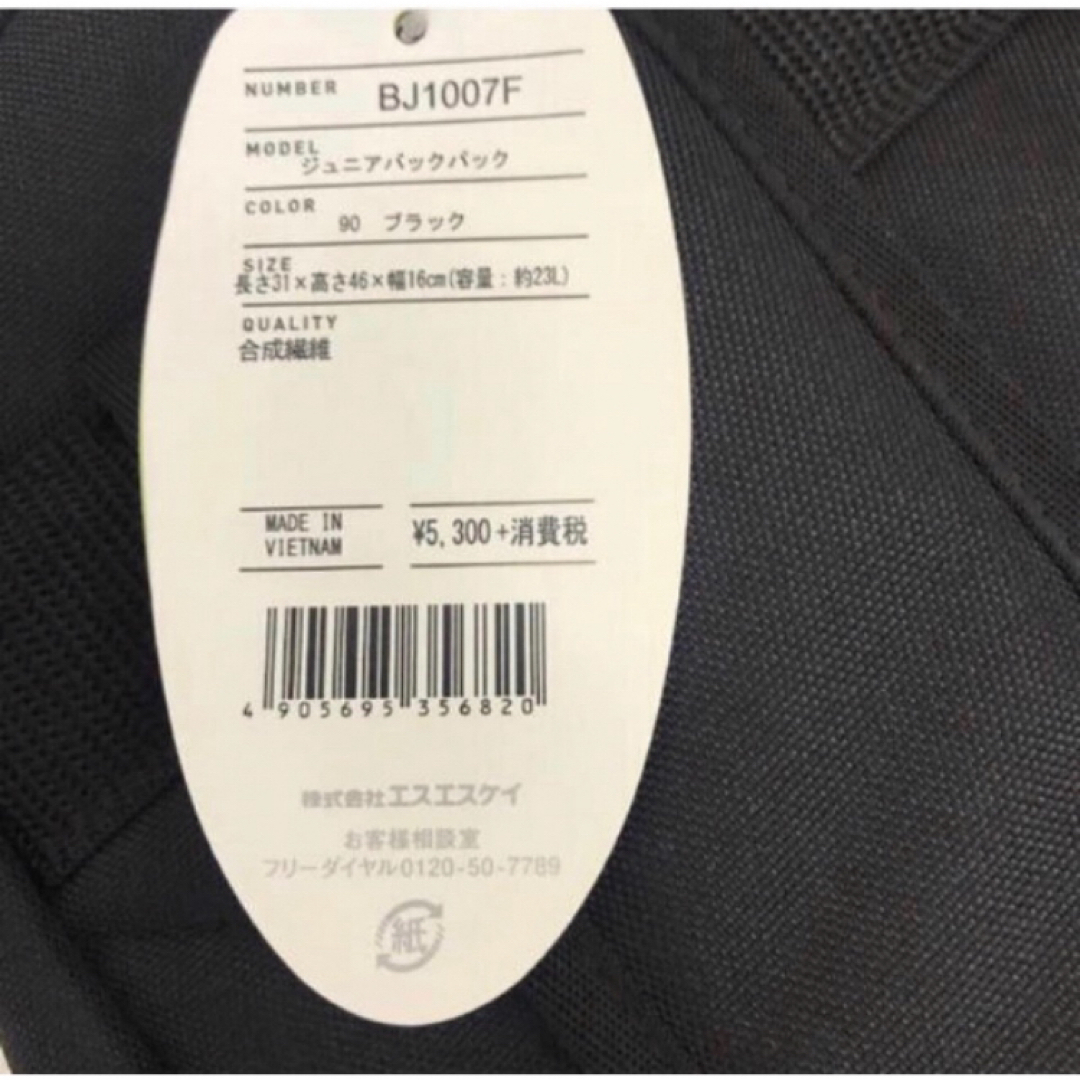 NUMBER BJ1007F
MODEL
ジュニアバックパック
COLOR
90 ブラック
SIZE
長さ31×高さ46×幅16cm(容量:約23L)
QUALITY
合成繊維
MADE IN
VIETNAM
¥5,300+消費税
4 905695 356820
株式会社エスエスケイ
お客様相談室
フリーダイヤル0120-50-7789
紙